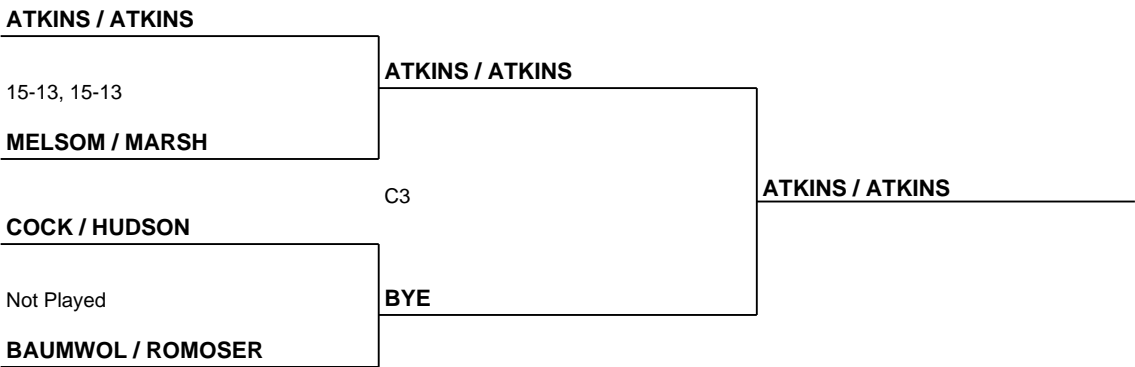 ATKINS / ATKINS
15-13, 15-13
MELSOM / MARSH
COCK / HUDSON
Not Played
BAUMWOL / ROMOSER
ATKINS / ATKINS
C3
BYE
ATKINS / ATKINS